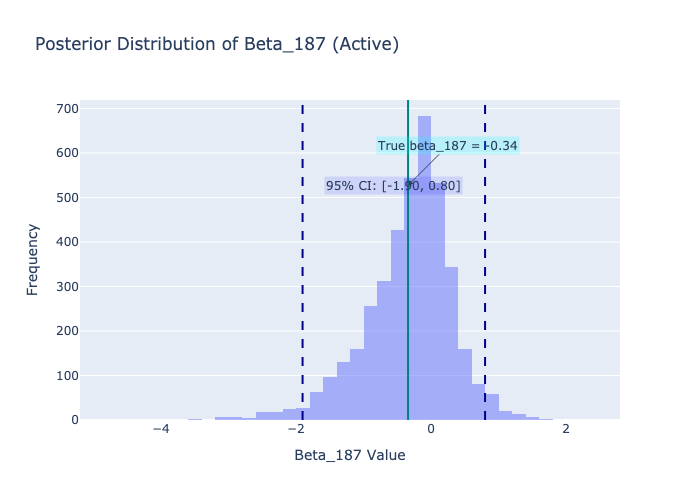 Posterior Distribution of Beta_187 (Active)
700
600
500
400
300
200
100
0
Frequency
True beta_187 = -0.34
95% CI: [-1.90, 0.80]
−4
−2
0
2
Beta_187 Value